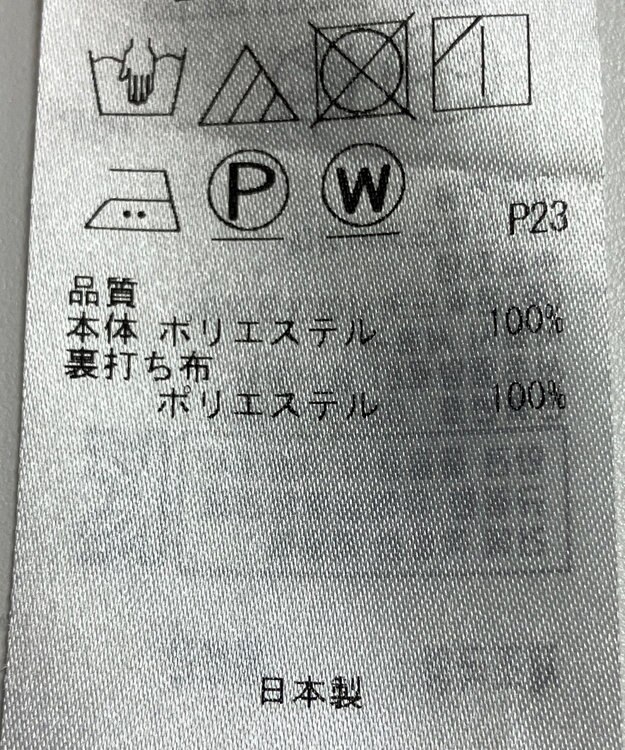 P W P23
品質
本体 ポリエステル 100%
裏打ち布
ポリエステル 100%
日本製